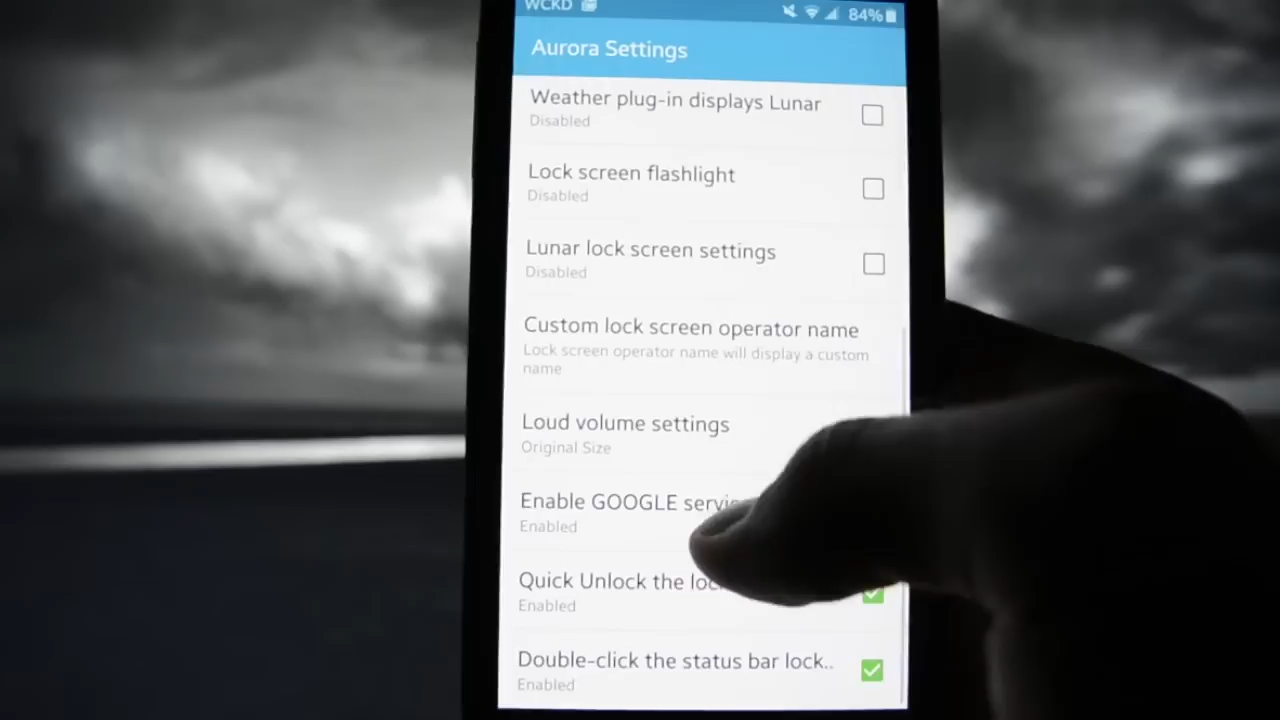 WCKD
84%
Aurora Settings
Weather plug-in displays Lunar
Disabled
Lock screen flashlight
Disabled
Lunar lock screen settings
Disabled
Custom lock screen operator name
Lock screen operator name will display a custom
name
Loud volume settings
Original Size
Enable GOOGLE
Enabled
Quick Unlock the
Enabled
Double-click the status bar lock..
Enabled